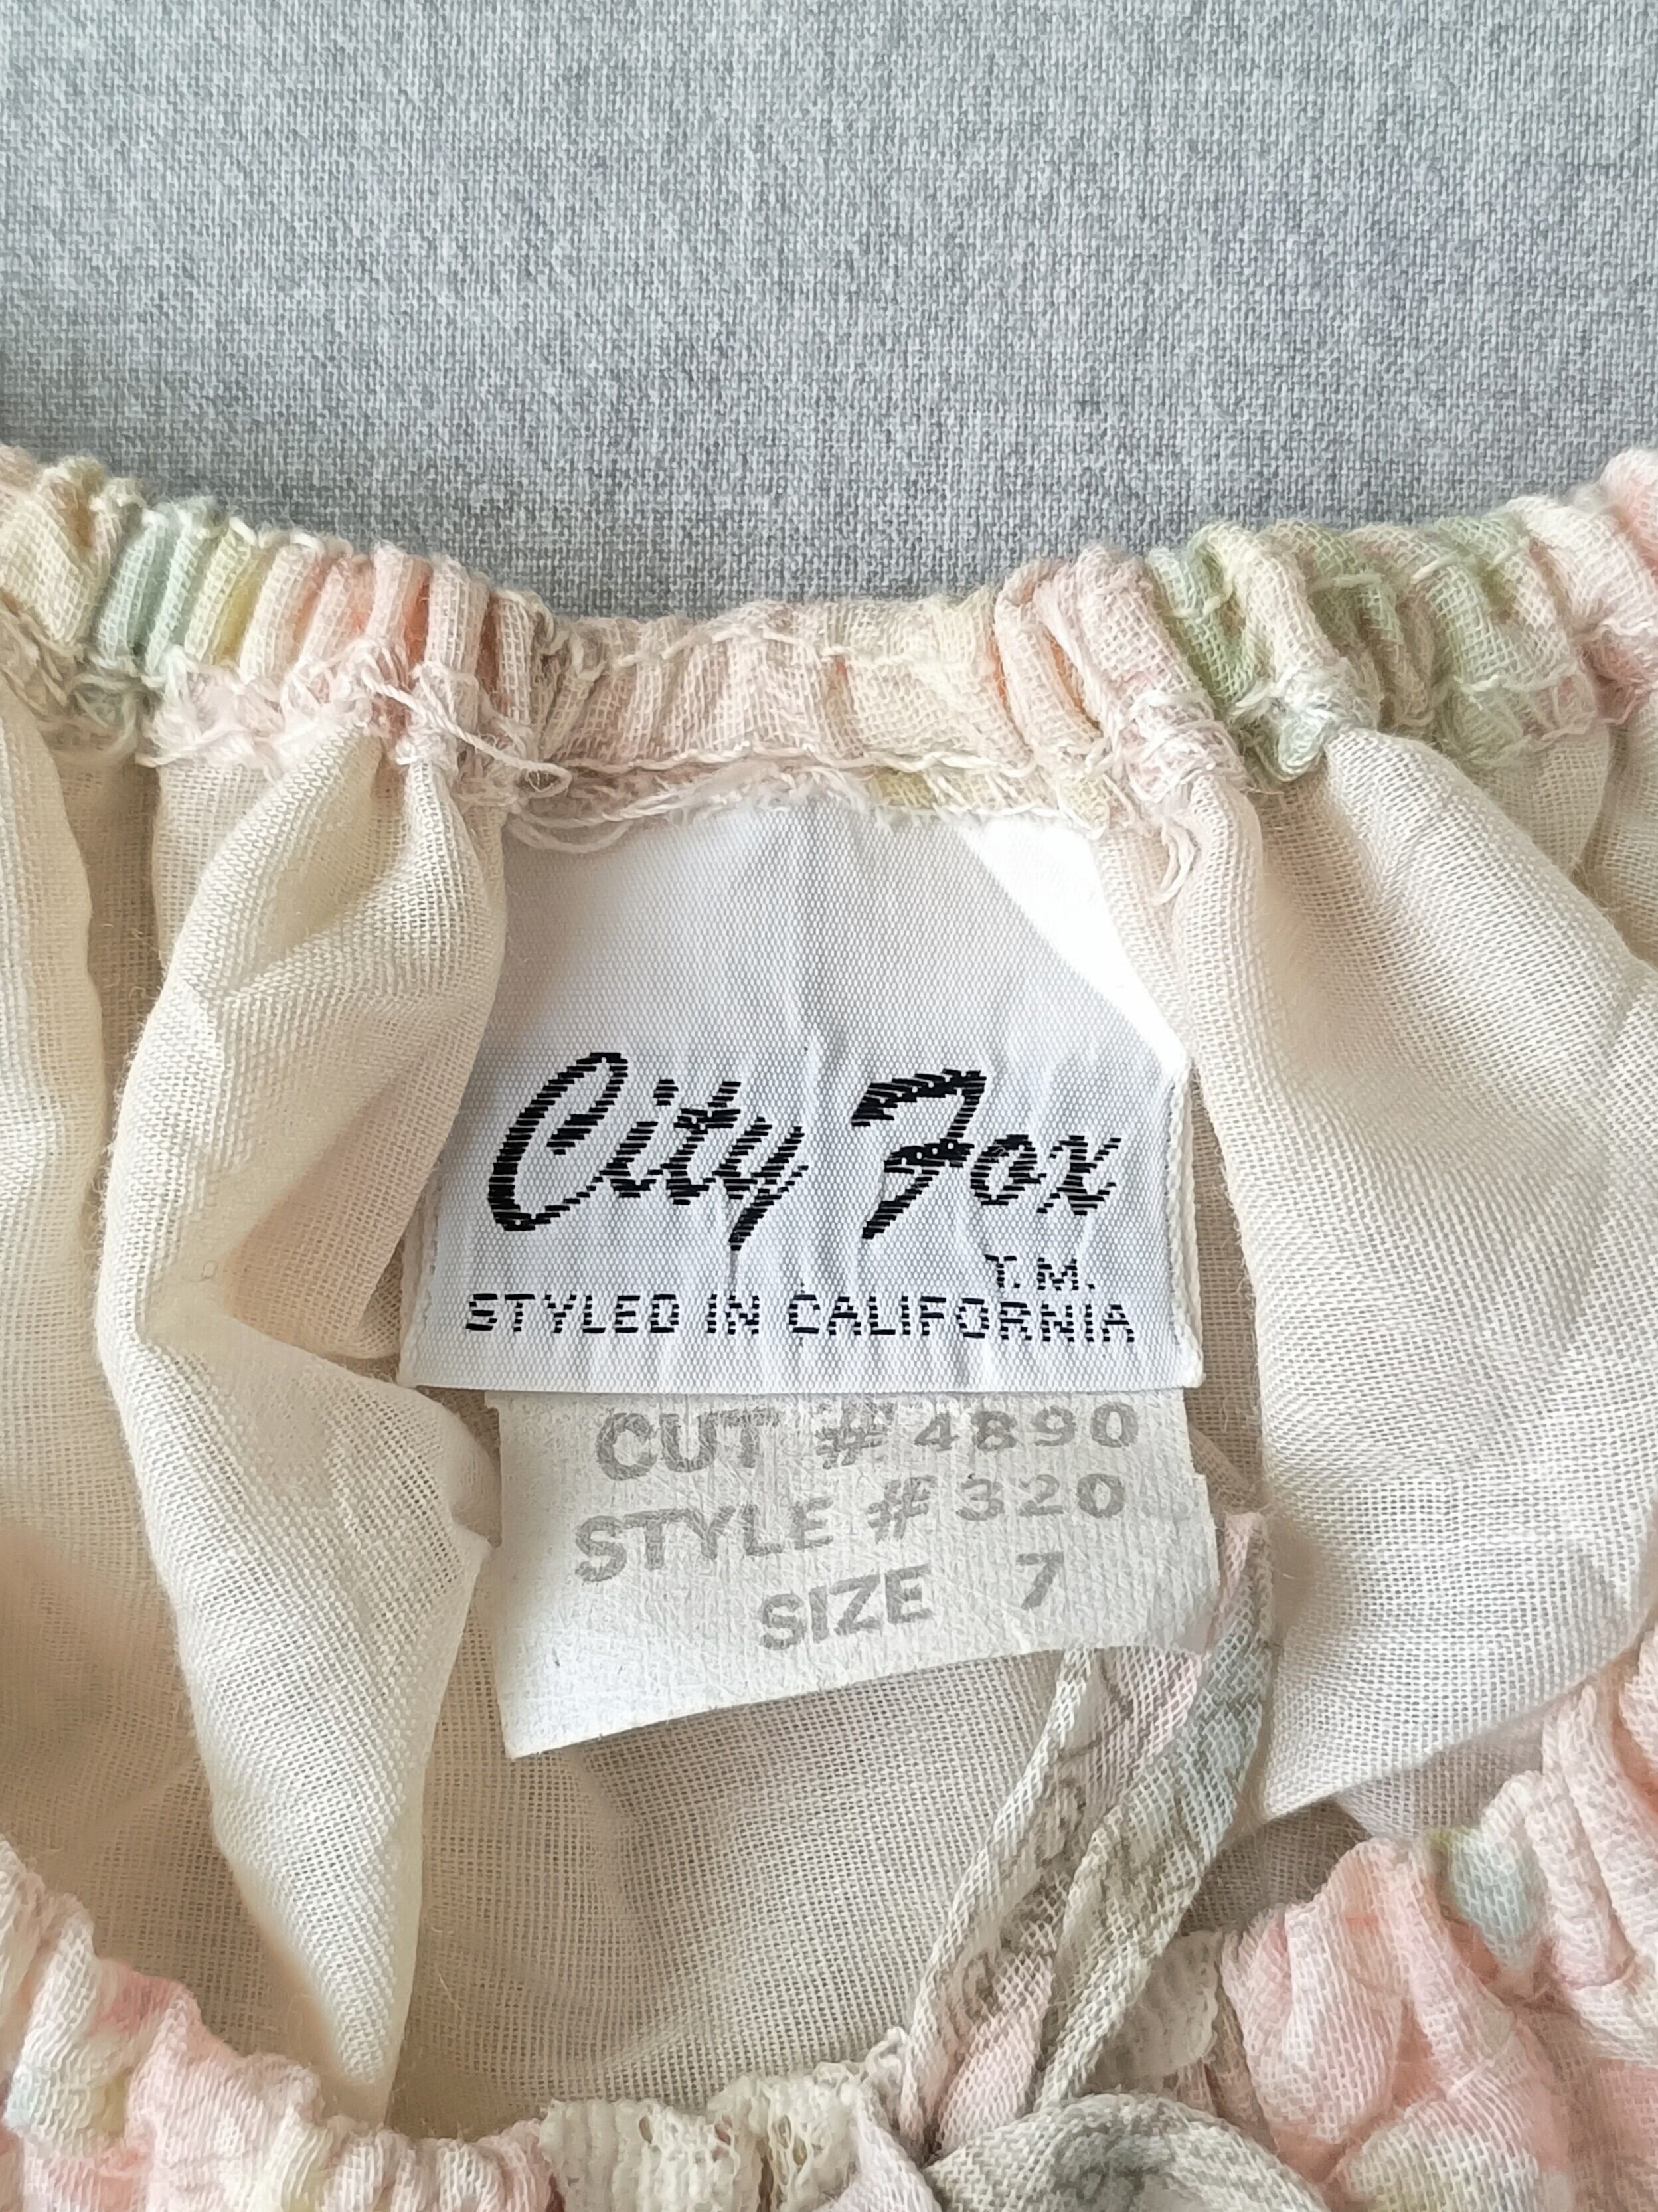 City Fox
T.M.
STYLED IN CALIFORNIA
CUT # 4890
STYLE # 320
SIZE 7